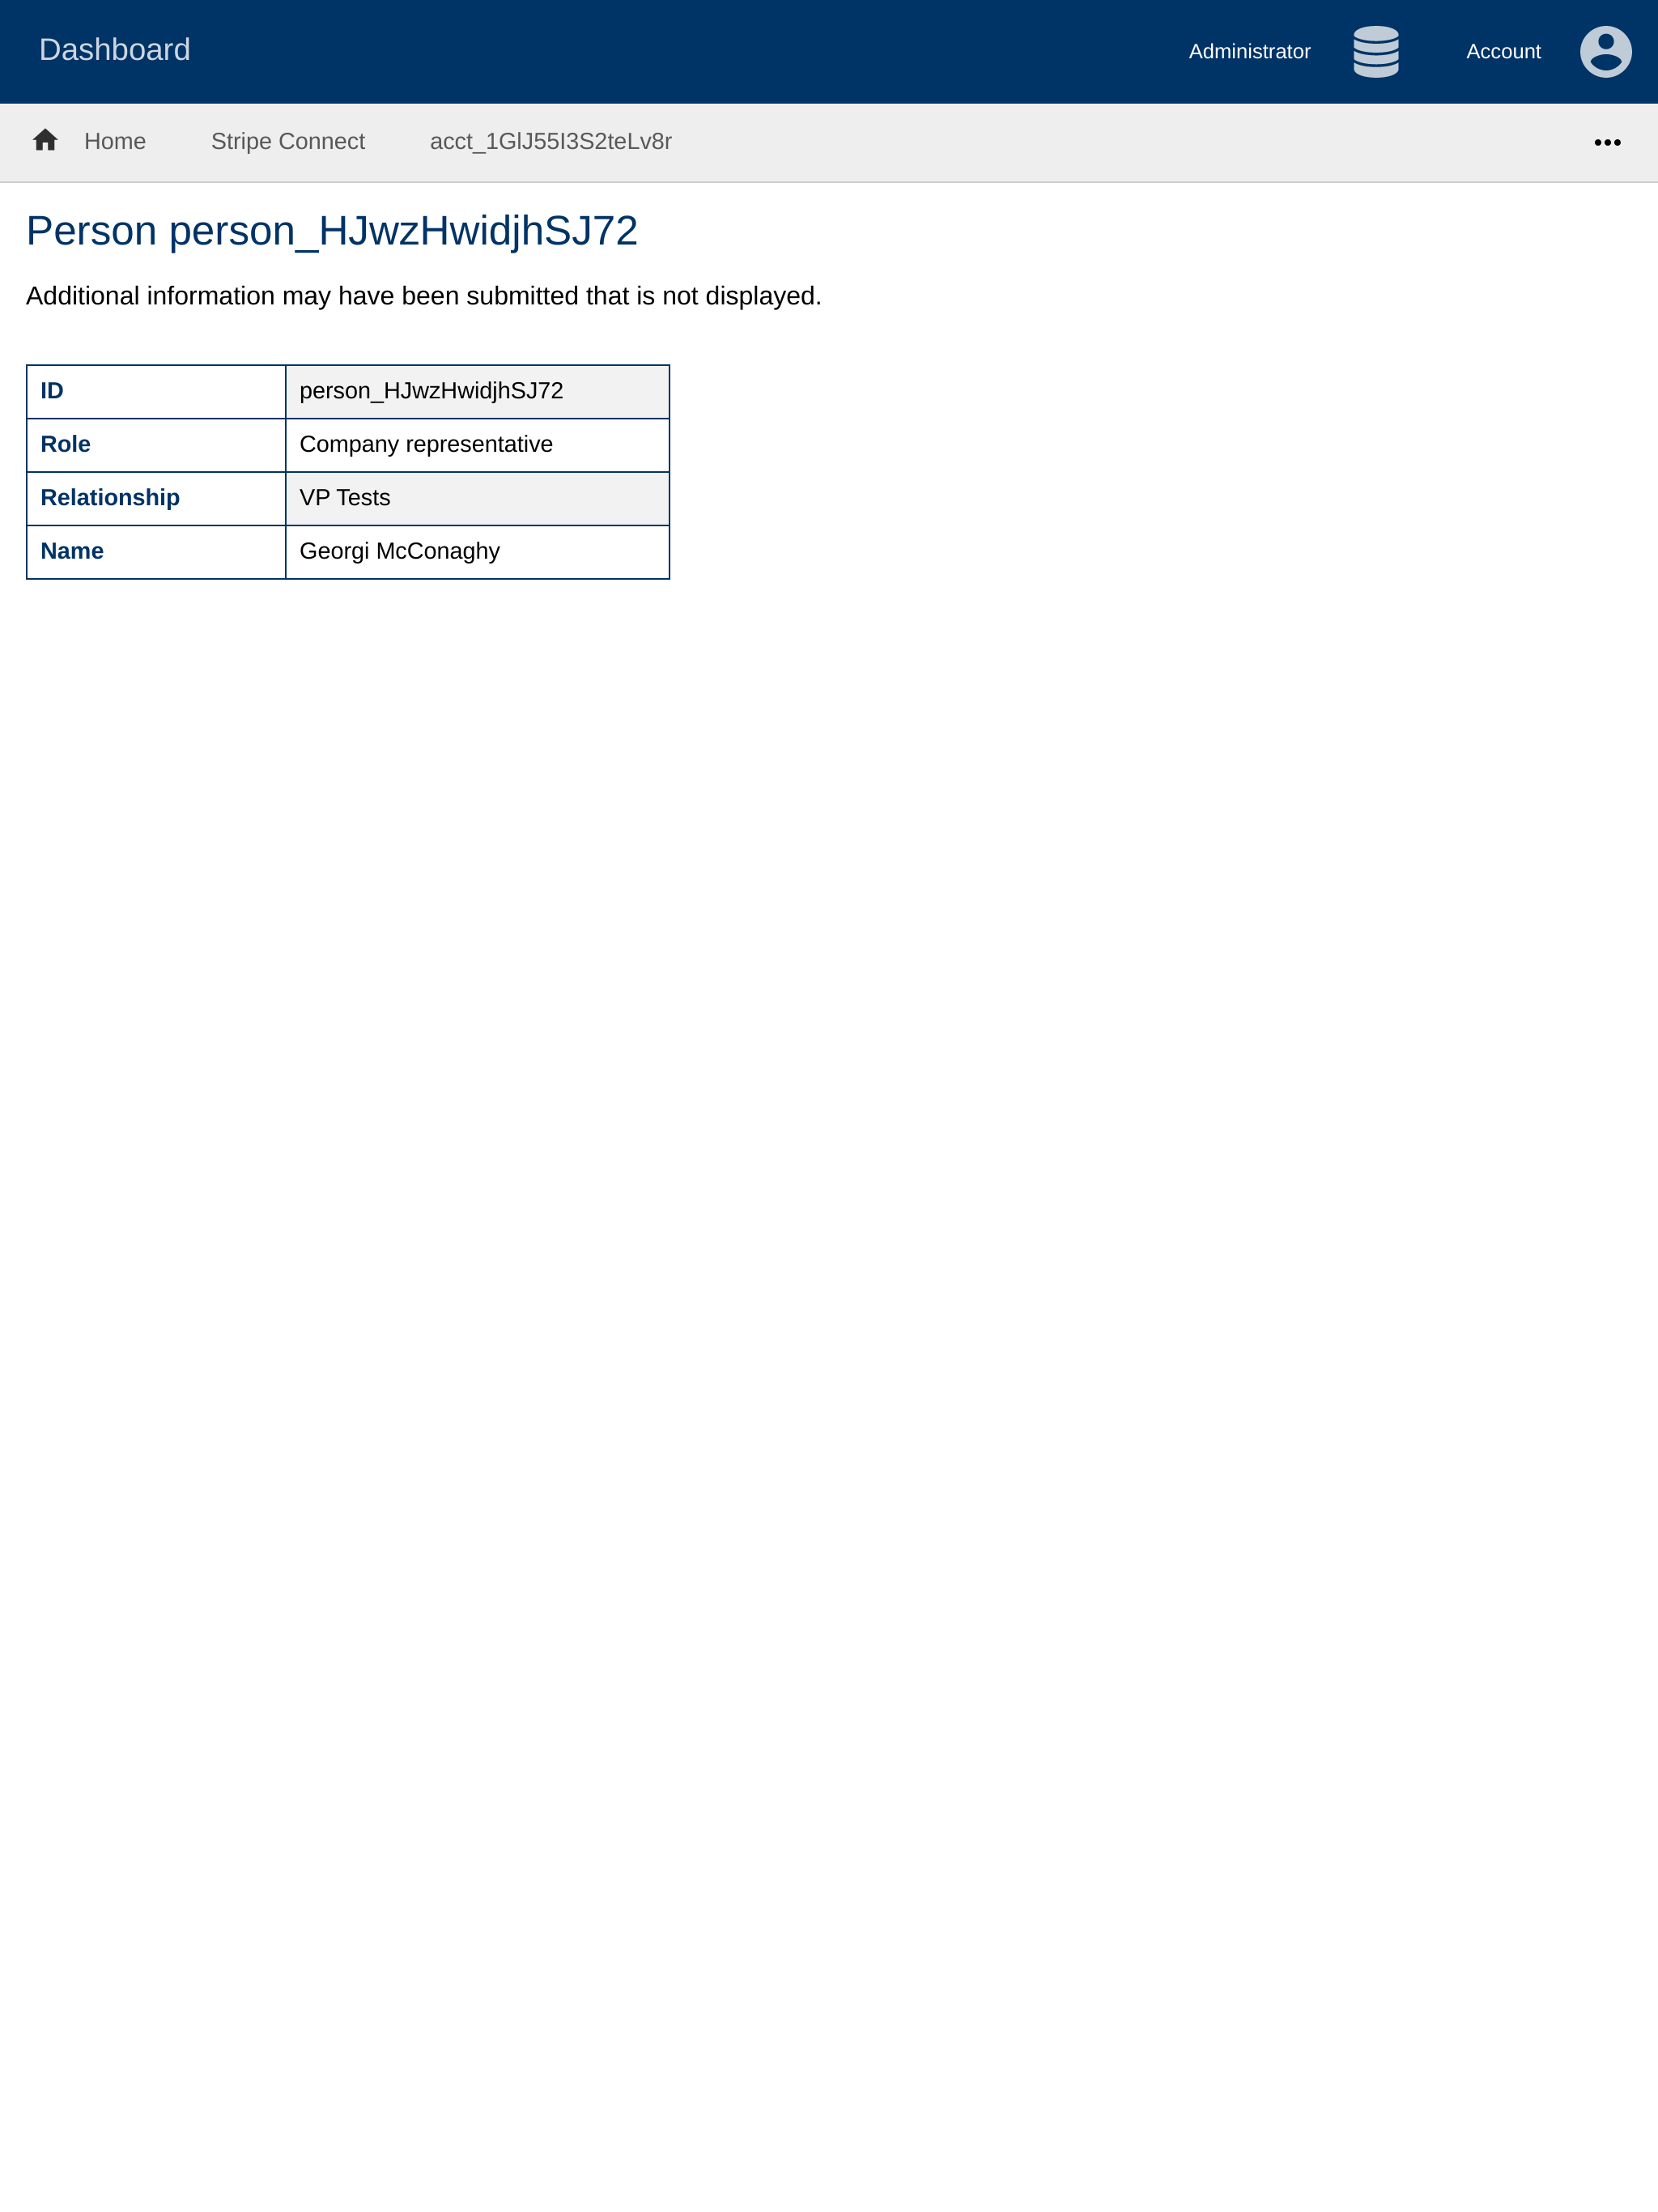 Dashboard
Administrator
Account
Home
Stripe Connect
acct_1GlJ55I3S2teLv8r
Person person_HJwzHwidjhSJ72
Additional information may have been submitted that is not displayed.
ID person_HJwzHwidjhSJ72
Role Company representative
Relationship VP Tests
Name Georgi McConaghy